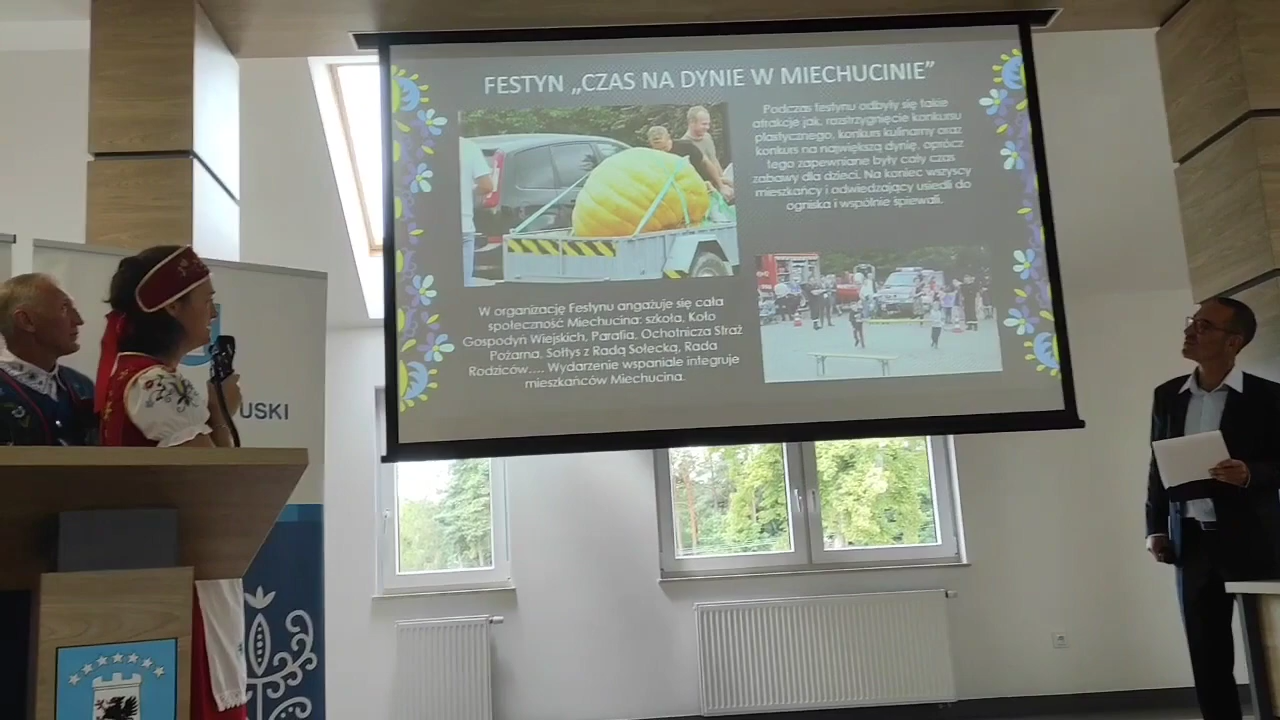 FESTYN „CZAS NA DYNIE W MIECHUCINIE”
Podczas festynu odbyły się takie
atrakcje jak, rozstrzygnięcie konkursu
plastycznego, konkurs kulinarny oraz
konkurs na największą dynię, oprócz
tego zapewniane były cały czas
zabawy dla dzieci. Na koniec wszyscy
mieszkańcy i odwiedzający usiedli do
ogniska i wspólnie śpiewali.
W organizację Festynu angażuje się cała
społeczność Miechucina: szkoła, Koło
Gospodyń Wiejskich, Parafia, Ochotnicza Straż
Pożarna, Sołtys z Radą Sołecką, Rada
Rodziców…. Wydarzenie wspaniale integruje
mieszkańców Miechucina.
USKI